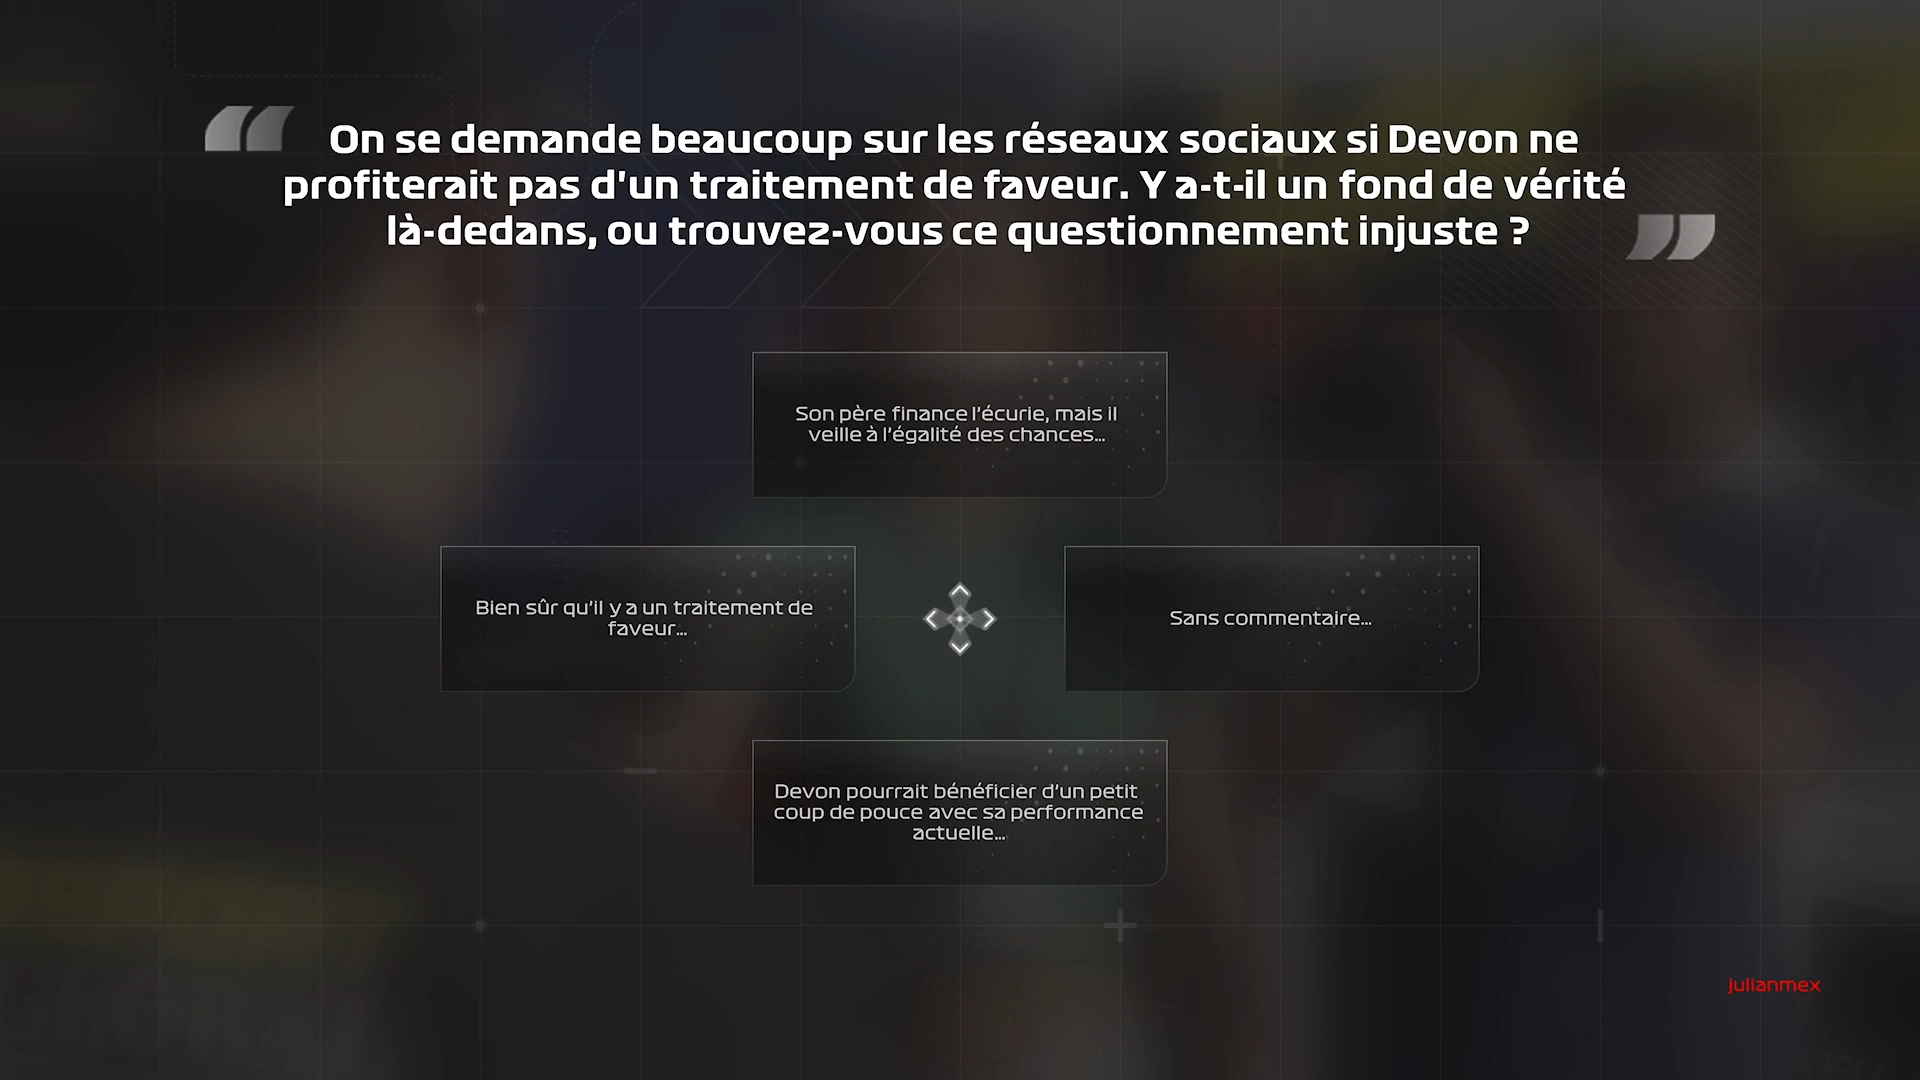 On se demande beaucoup sur les réseaux sociaux si Devon ne
profiterait pas d'un traitement de faveur. Y a-t-il un fond de vérité
là-dedans, ou trouvez-vous ce questionnement injuste ?
Son père finance l'écurie, mais il
veille à l'égalité des chances...
Bien sûr qu'il y a un traitement de
faveur...
Sans commentaire...
Devon pourrait bénéficier d'un petit
coup de pouce avec sa performance
actuelle...
julianmex